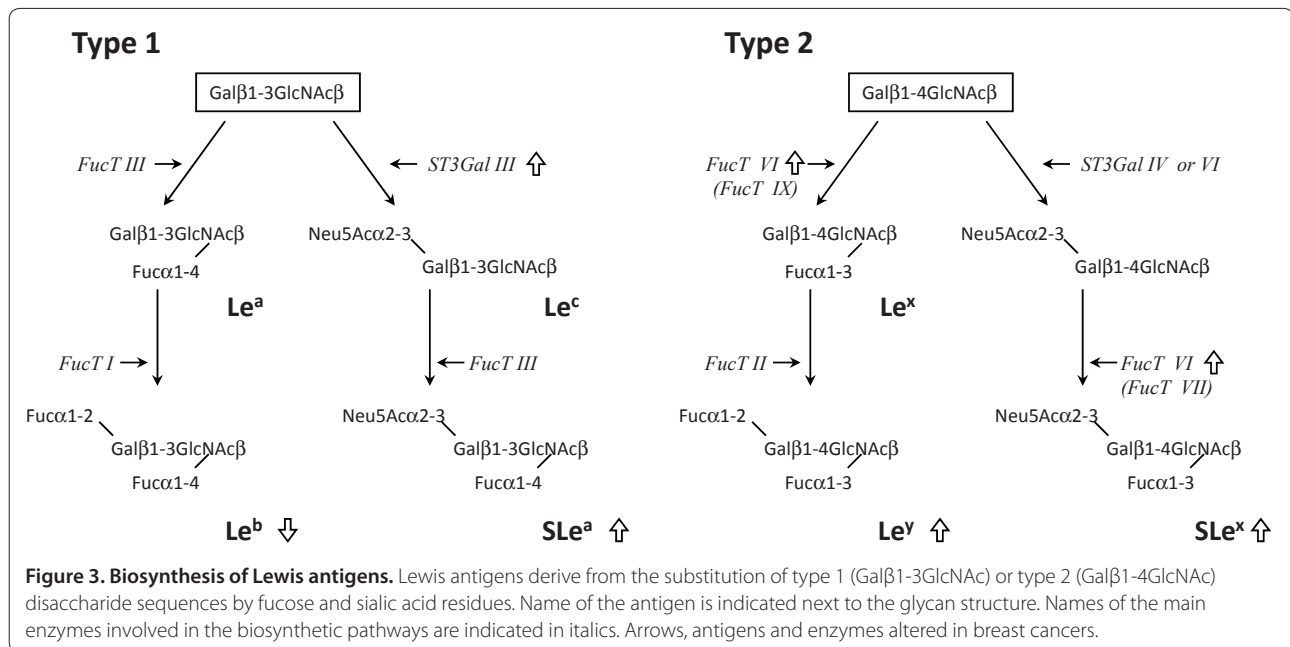 Type 1
Type 2
Galβ1-3GlcNAcβ
Galβ1-4GlcNAcβ
FucT III
ST3Gal III
FucT VI
(FucT IX)
ST3Gal IV or VI
Galβ1-3GlcNAcβ
Fucα1-4
Neu5Acα2-3
Galβ1-3GlcNAcβ
Galβ1-4GlcNAcβ
Fucα1-3
Neu5Acα2-3
Galβ1-4GlcNAcβ
Leᵃ
Leᶜ
Leˣ
FucT I
FucT III
FucT II
FucT VI
(FucT VII)
Fucα1-2
Galβ1-3GlcNAcβ
Fucα1-4
Neu5Acα2-3
Galβ1-3GlcNAcβ
Fucα1-4
Fucα1-2
Galβ1-4GlcNAcβ
Fucα1-3
Neu5Acα2-3
Galβ1-4GlcNAcβ
Fucα1-3
Leᵇ
SLeᵃ
Leʸ
SLeˣ
Figure 3. Biosynthesis of Lewis antigens. Lewis antigens derive from the substitution of type 1 (Galβ1-3GlcNAc) or type 2 (Galβ1-4GlcNAc)
disaccharide sequences by fucose and sialic acid residues. Name of the antigen is indicated next to the glycan structure. Names of the main
enzymes involved in the biosynthetic pathways are indicated in italics. Arrows, antigens and enzymes altered in breast cancers.